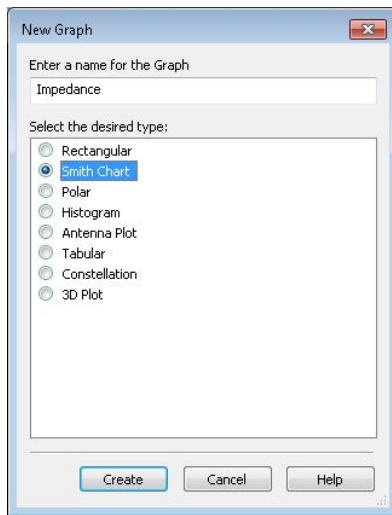 New Graph
Enter a name for the Graph
Impedance
Select the desired type:
Rectangular
Smith Chart
Polar
Histogram
Antenna Plot
Tabular
Constellation
3D Plot
Create Cancel Help